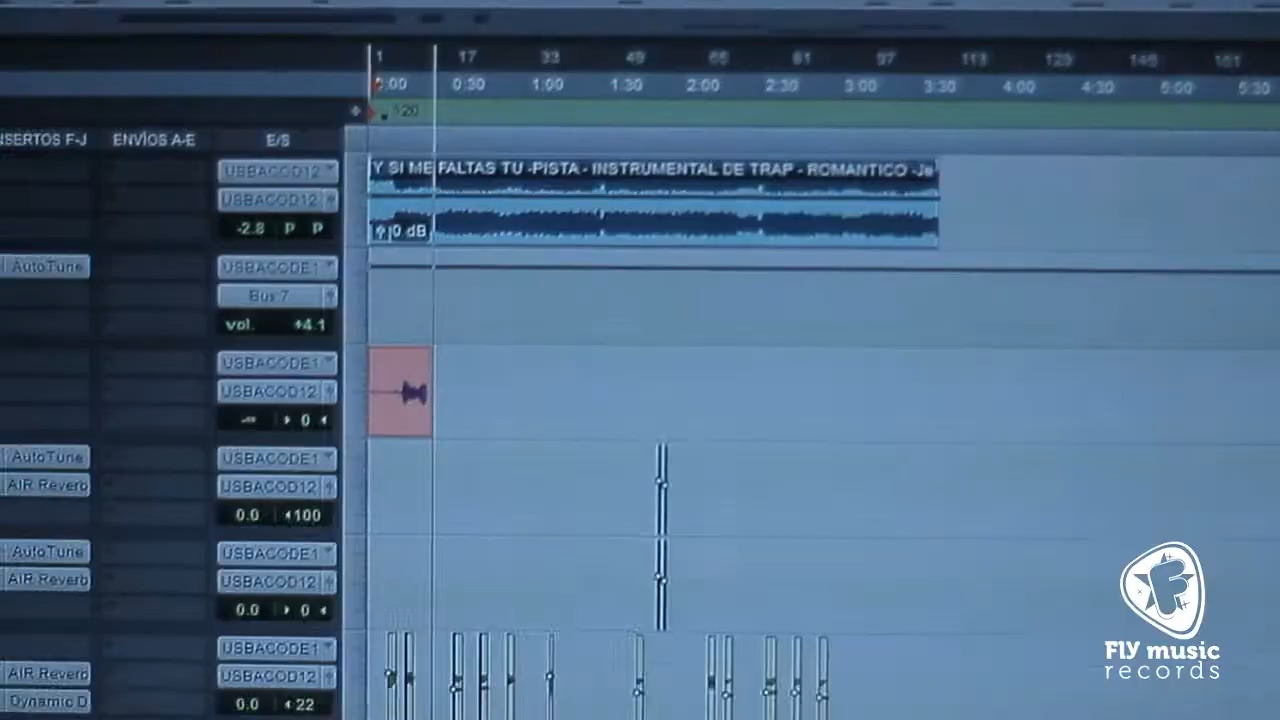 1 17 33 49 65 81 97 113 129 145 161
0:00 0:30 1:00 1:30 2:00 2:30 3:00 3:30 4:00 4:30 5:00 5:30
120
NSERTOS F-J ENVÍOS A-E E/S
USBACOD12
Y SI ME FALTAS TU -PISTA - INSTRUMENTAL DE TRAP - ROMANTICO -Ja
USBACOD12
-2.8 P P
0 dB
AutoTune USBACODE1
Bus 7
vol. +4.1
USBACODE1
USBACOD12
-∞ 0
AutoTune USBACODE1
AIR Reverb USBACOD12
0.0 100
AutoTune USBACODE1
AIR Reverb USBACOD12
0.0 0
USBACODE1
AIR Reverb USBACOD12
Dynamic D 0.0 22
F
FLY music
records